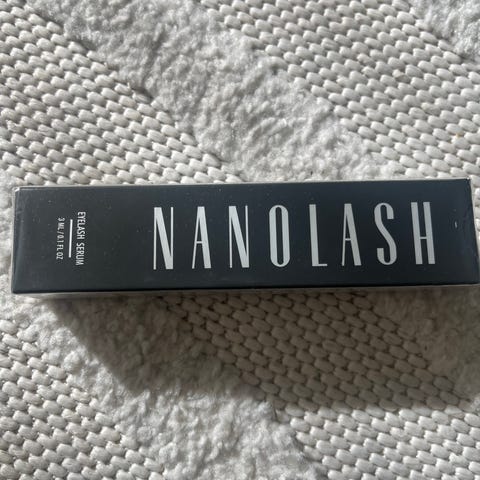 NANOLASH
EYELASH SERUM
3 ML / 0.1 FL OZ